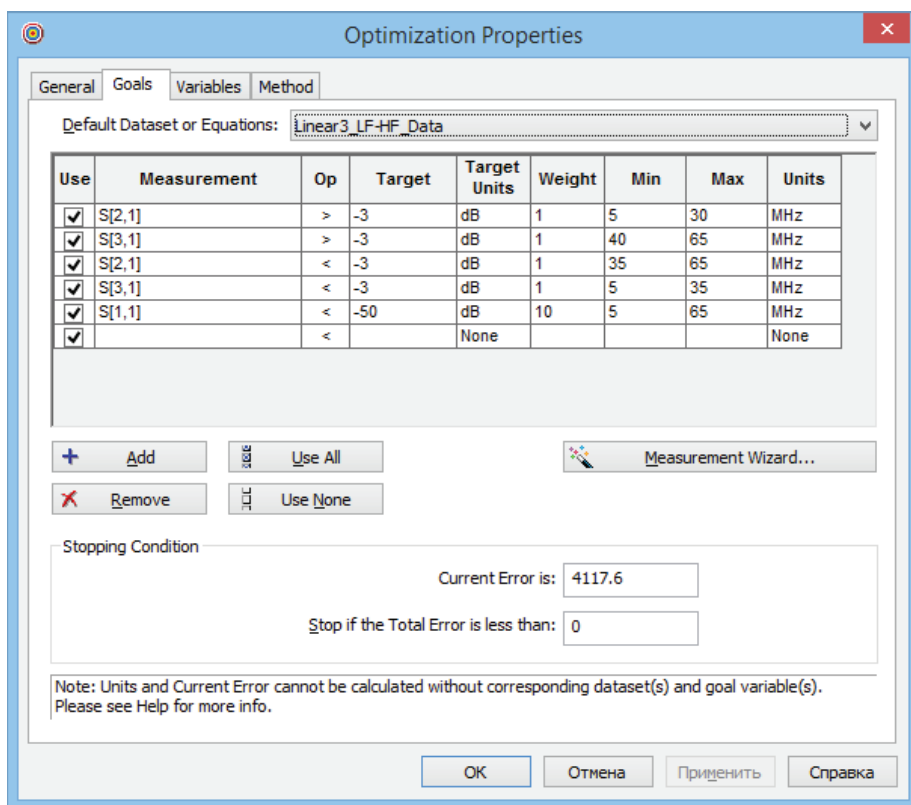 Optimization Properties
General Goals Variables Method
Default Dataset or Equations: Linear3_LF-HF_Data
Use Measurement Op Target Target Units Weight Min Max Units
S[2,1] > -3 dB 1 5 30 MHz
S[3,1] > -3 dB 1 40 65 MHz
S[2,1] < -3 dB 1 35 65 MHz
S[3,1] < -3 dB 1 5 35 MHz
S[1,1] < -50 dB 10 5 65 MHz
< None None
Add Use All Measurement Wizard...
Remove Use None
Stopping Condition
Current Error is: 4117.6
Stop if the Total Error is less than: 0
Note: Units and Current Error cannot be calculated without corresponding dataset(s) and goal variable(s).
Please see Help for more info.
OK Отмена Применить Справка